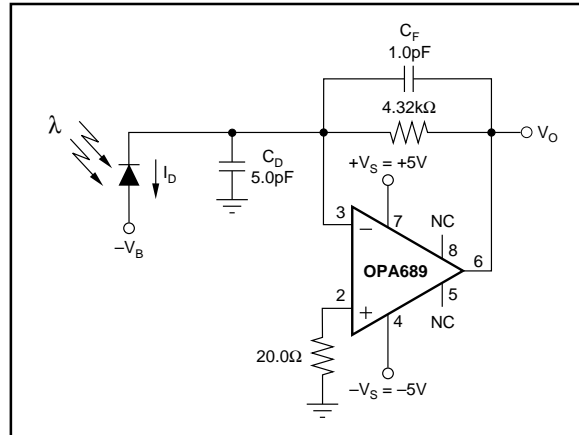 C_F
1.0pF
4.32kΩ
λ
V_O
C_D
5.0pF
I_D
+V_S = +5V
–V_B
3
–
7
NC
8
6
OPA689
2
+
5
4
NC
20.0Ω
–V_S = –5V